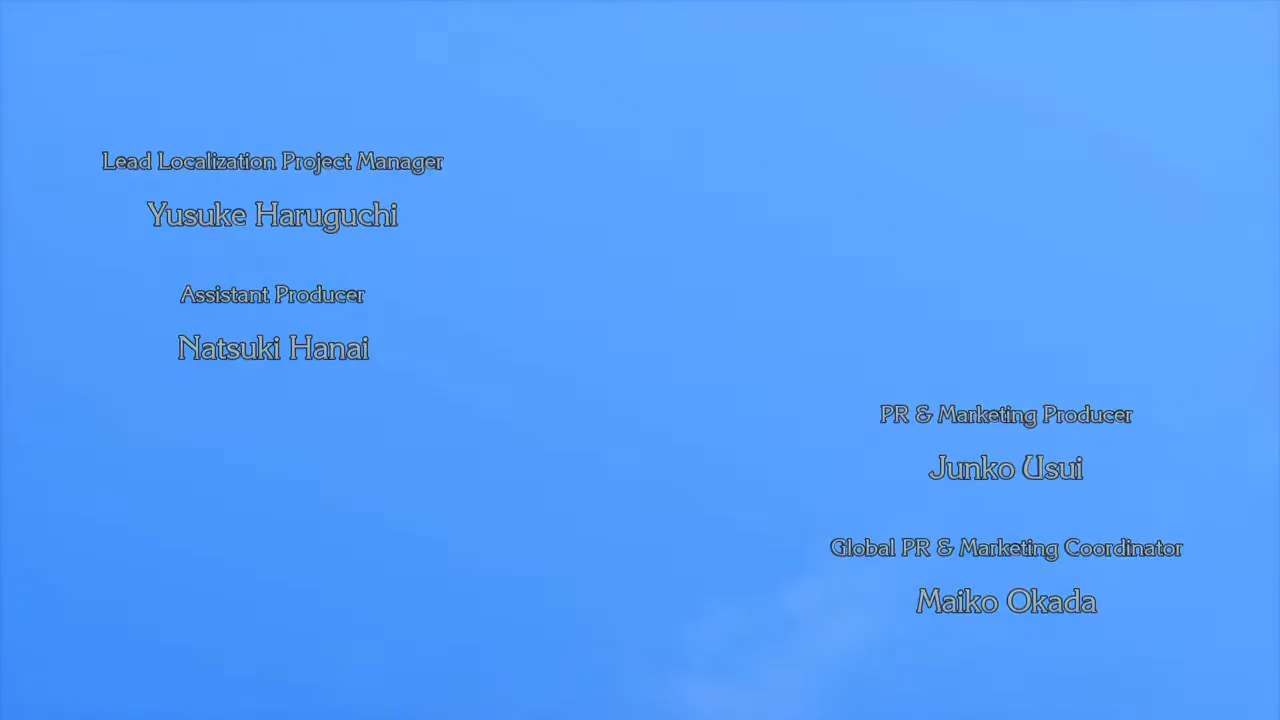 Lead Localization Project Manager
Yusuke Haruguchi
Assistant Producer
Natsuki Hanai
PR & Marketing Producer
Junko Usui
Global PR & Marketing Coordinator
Maiko Okada